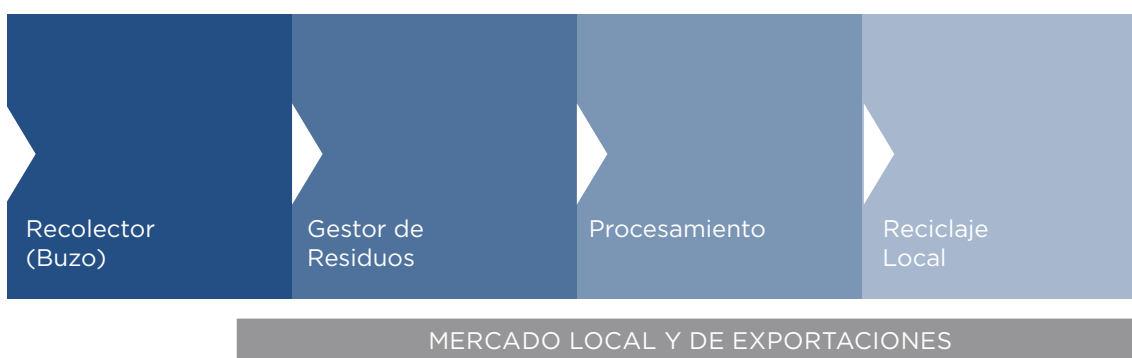 Recolector
(Buzo)
Gestor de
Residuos
Procesamiento
Reciclaje
Local
MERCADO LOCAL Y DE EXPORTACIONES